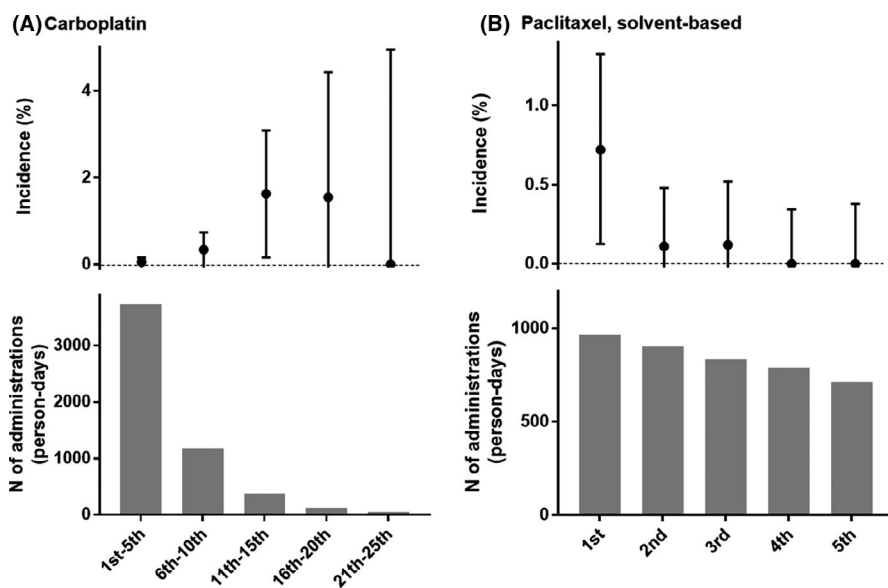 (A) Carboplatin
Incidence (%)
4
2
0
N of administrations
(person-days)
3000
2000
1000
0
1st-5th
6th-10th
11th-15th
16th-20th
21th-25th
(B) Paclitaxel, solvent-based
Incidence (%)
1.0
0.5
0.0
N of administrations
(person-days)
1000
500
0
1st
2nd
3rd
4th
5th